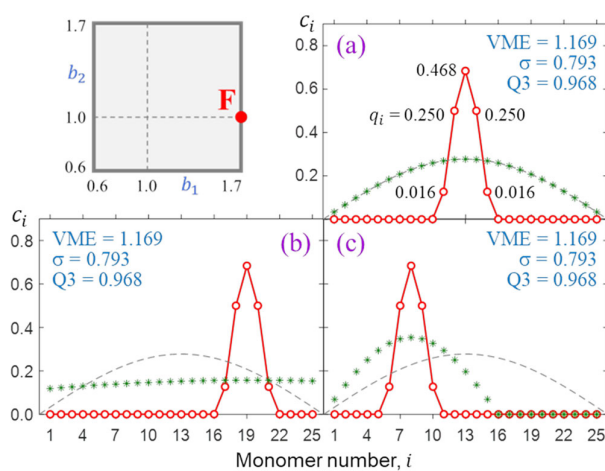 1.7
b₂
F
1.0
0.6
0.6 1.0 b₁ 1.7
cᵢ
(a)
VME = 1.169
σ = 0.793
Q3 = 0.968
0.8
0.6
0.4
0.2
0.468
qᵢ = 0.250 0.250
0.016 0.016
cᵢ
(b)
VME = 1.169
σ = 0.793
Q3 = 0.968
0.8
0.6
0.4
0.2
0.0
1 4 7 10 13 16 19 22 25
(c)
VME = 1.169
σ = 0.793
Q3 = 0.968
1 4 7 10 13 16 19 22 25
Monomer number, i